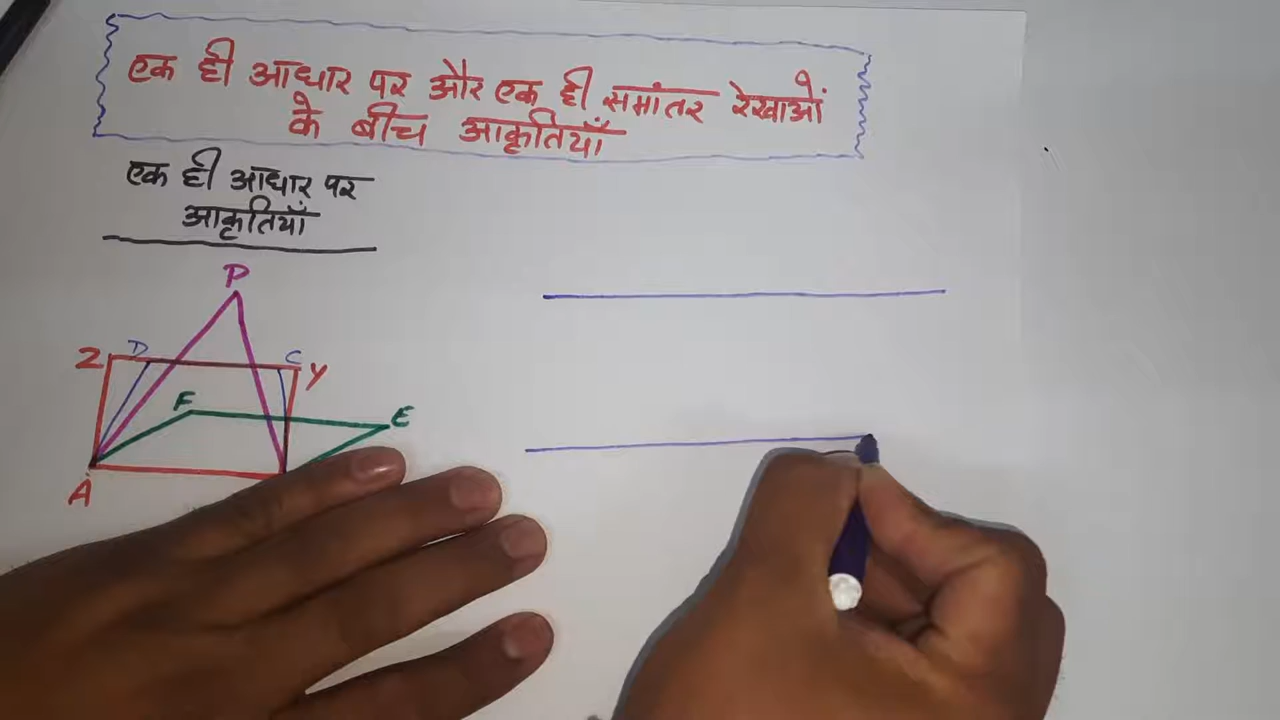 एक ही आधार पर और एक ही समांतर रेखाओं
के बीच आकृतियाँ
एक ही आधार पर
आकृतियाँ
P
Z D C Y
F E
A